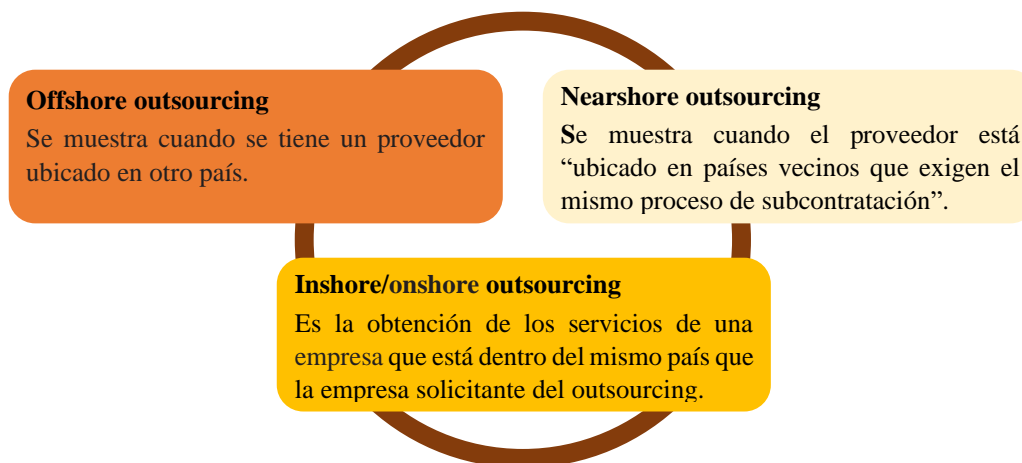 Offshore outsourcing
Se muestra cuando se tiene un proveedor
ubicado en otro país.
Nearshore outsourcing
Se muestra cuando el proveedor está
“ubicado en países vecinos que exigen el
mismo proceso de subcontratación”.
Inshore/onshore outsourcing
Es la obtención de los servicios de una
empresa que está dentro del mismo país que
la empresa solicitante del outsourcing.